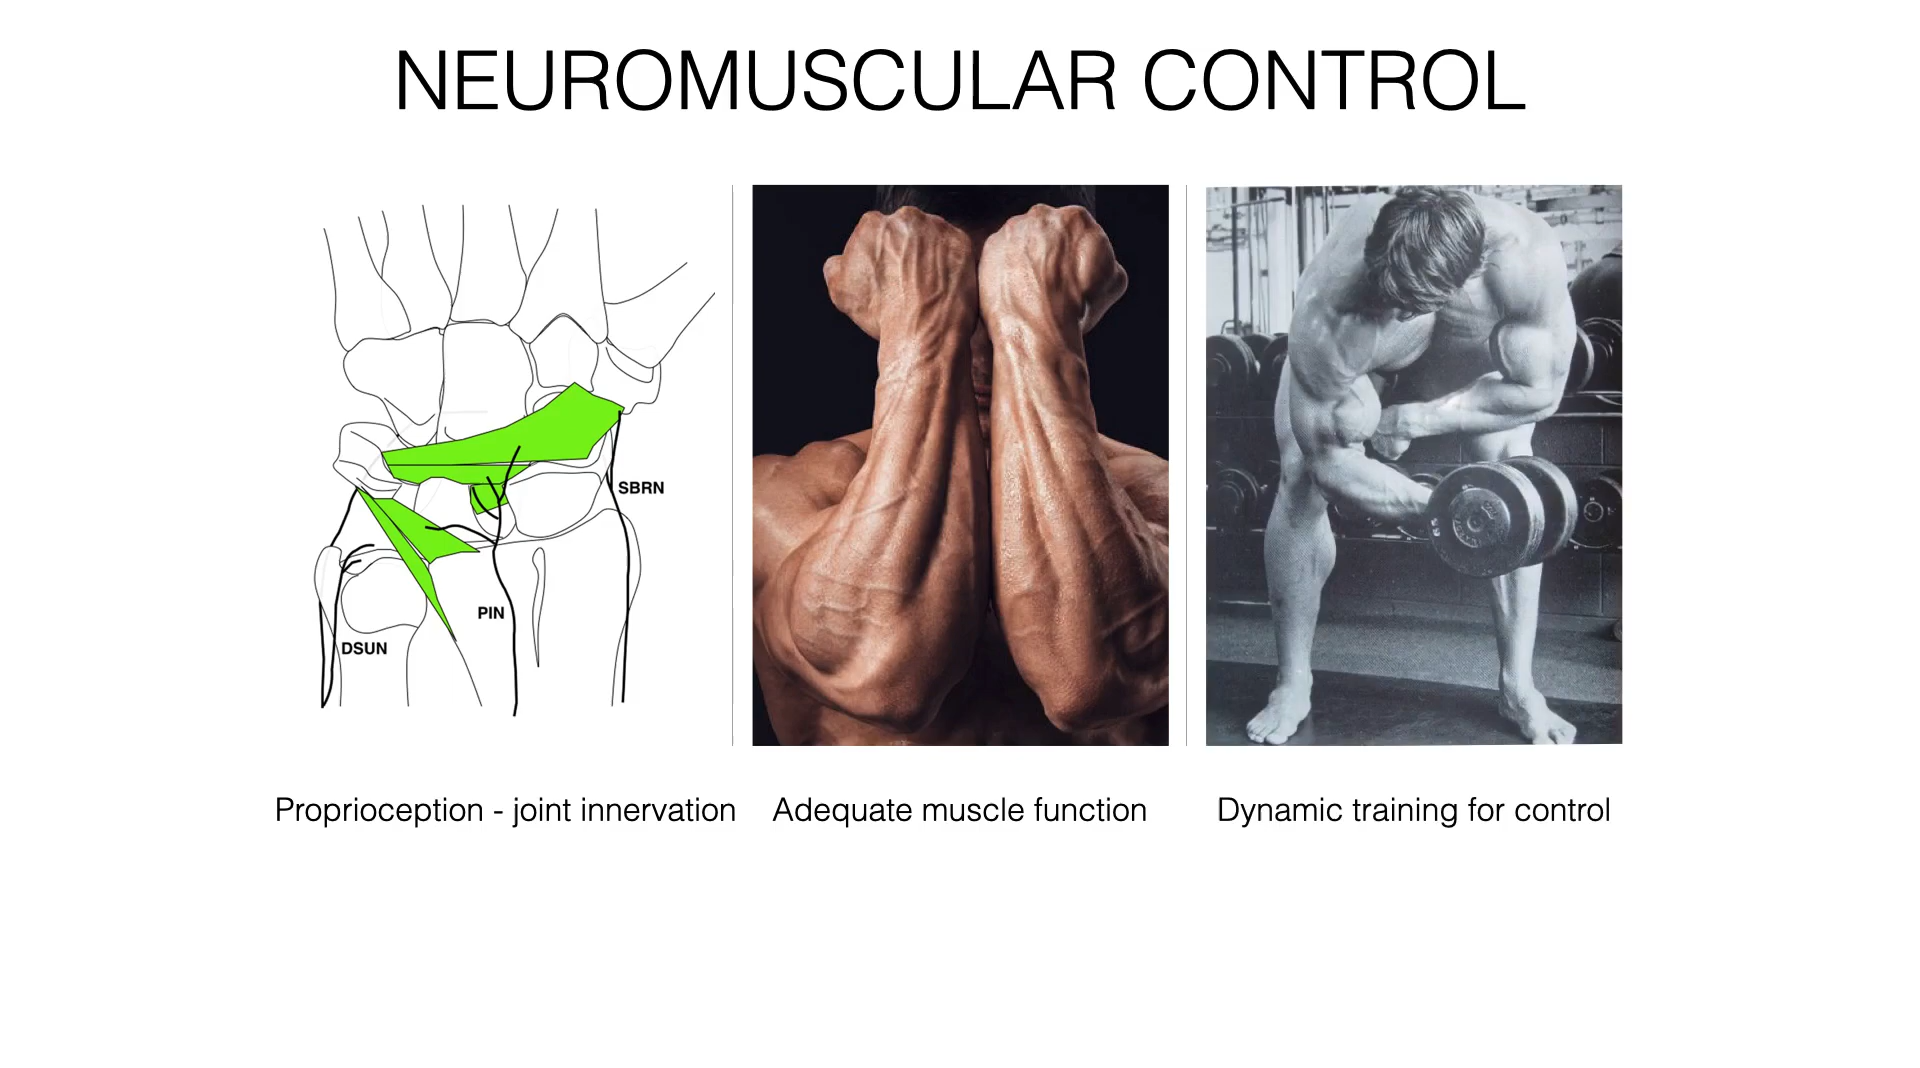 NEUROMUSCULAR CONTROL
SBRN
PIN
DSUN
Proprioception - joint innervation
Adequate muscle function
Dynamic training for control